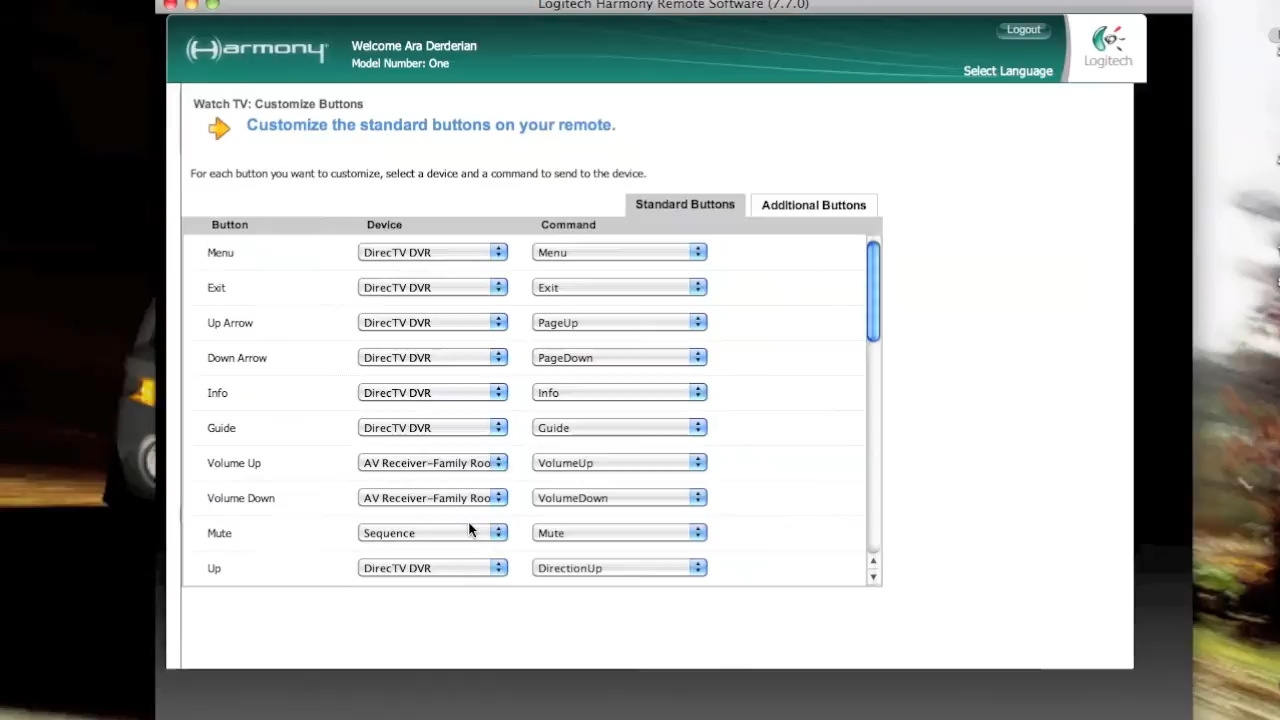 Logitech Harmony Remote Software (7.7.0)
Logout
Harmony
Welcome Ara Derderian
Model Number: One
Select Language
Logitech
Watch TV: Customize Buttons
Customize the standard buttons on your remote.
For each button you want to customize, select a device and a command to send to the device.
Standard Buttons Additional Buttons
Button Device Command
Menu DirecTV DVR Menu
Exit DirecTV DVR Exit
Up Arrow DirecTV DVR PageUp
Down Arrow DirecTV DVR PageDown
Info DirecTV DVR Info
Guide DirecTV DVR Guide
Volume Up AV Receiver-Family Roo VolumeUp
Volume Down AV Receiver-Family Roo VolumeDown
Mute Sequence Mute
Up DirecTV DVR DirectionUp